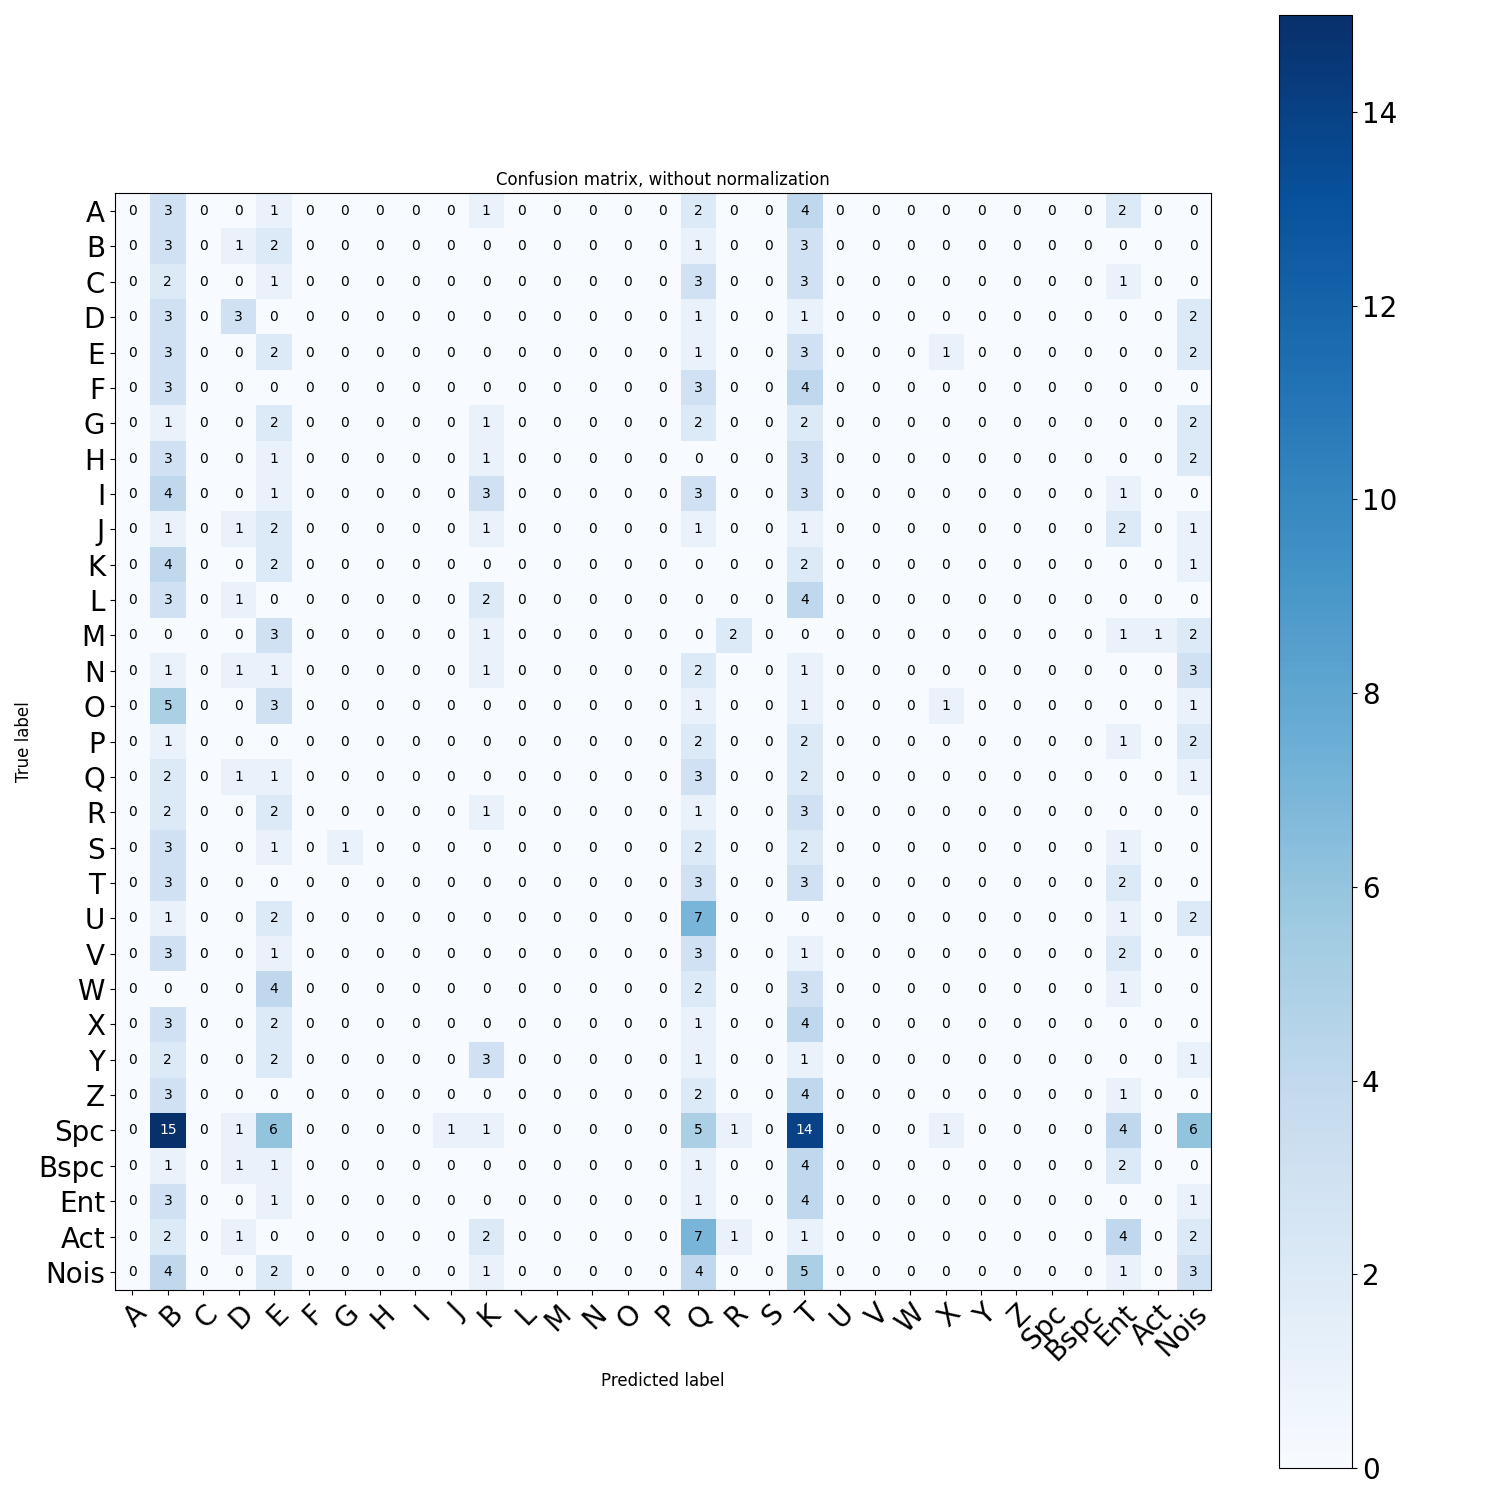 Confusion matrix, without normalization
A 0 3 0 0 1 0 0 0 0 0 1 0 0 0 0 0 2 0 0 4 0 0 0 0 0 0 0 0 2 0 0
B 0 3 0 1 2 0 0 0 0 0 0 0 0 0 0 0 1 0 0 3 0 0 0 0 0 0 0 0 0 0 0
C 0 2 0 0 1 0 0 0 0 0 0 0 0 0 0 0 3 0 0 3 0 0 0 0 0 0 0 0 1 0 0
D 0 3 0 3 0 0 0 0 0 0 0 0 0 0 0 0 1 0 0 1 0 0 0 0 0 0 0 0 0 0 2
E 0 3 0 0 2 0 0 0 0 0 0 0 0 0 0 0 1 0 0 3 0 0 0 1 0 0 0 0 0 0 2
F 0 3 0 0 0 0 0 0 0 0 0 0 0 0 0 0 3 0 0 4 0 0 0 0 0 0 0 0 0 0 0
G 0 1 0 0 2 0 0 0 0 0 1 0 0 0 0 0 2 0 0 2 0 0 0 0 0 0 0 0 0 0 2
H 0 3 0 0 1 0 0 0 0 0 1 0 0 0 0 0 0 0 0 3 0 0 0 0 0 0 0 0 0 0 2
I 0 4 0 0 1 0 0 0 0 0 3 0 0 0 0 0 3 0 0 3 0 0 0 0 0 0 0 0 1 0 0
J 0 1 0 1 2 0 0 0 0 0 1 0 0 0 0 0 1 0 0 1 0 0 0 0 0 0 0 0 2 0 1
K 0 4 0 0 2 0 0 0 0 0 0 0 0 0 0 0 0 0 0 2 0 0 0 0 0 0 0 0 0 0 1
L 0 3 0 1 0 0 0 0 0 0 2 0 0 0 0 0 0 0 0 4 0 0 0 0 0 0 0 0 0 0 0
M 0 0 0 0 3 0 0 0 0 0 1 0 0 0 0 0 0 2 0 0 0 0 0 0 0 0 0 0 1 1 2
N 0 1 0 1 1 0 0 0 0 0 1 0 0 0 0 0 2 0 0 1 0 0 0 0 0 0 0 0 0 0 3
O 0 5 0 0 3 0 0 0 0 0 0 0 0 0 0 0 1 0 0 1 0 0 0 1 0 0 0 0 0 0 1
P 0 1 0 0 0 0 0 0 0 0 0 0 0 0 0 0 2 0 0 2 0 0 0 0 0 0 0 0 1 0 2
Q 0 2 0 1 1 0 0 0 0 0 0 0 0 0 0 0 3 0 0 2 0 0 0 0 0 0 0 0 0 0 1
R 0 2 0 0 2 0 0 0 0 0 1 0 0 0 0 0 1 0 0 3 0 0 0 0 0 0 0 0 0 0 0
S 0 3 0 0 1 0 1 0 0 0 0 0 0 0 0 0 2 0 0 2 0 0 0 0 0 0 0 0 1 0 0
T 0 3 0 0 0 0 0 0 0 0 0 0 0 0 0 0 3 0 0 3 0 0 0 0 0 0 0 0 2 0 0
U 0 1 0 0 2 0 0 0 0 0 0 0 0 0 0 0 7 0 0 0 0 0 0 0 0 0 0 0 1 0 2
V 0 3 0 0 1 0 0 0 0 0 0 0 0 0 0 0 3 0 0 1 0 0 0 0 0 0 0 0 2 0 0
W 0 0 0 0 4 0 0 0 0 0 0 0 0 0 0 0 2 0 0 3 0 0 0 0 0 0 0 0 1 0 0
X 0 3 0 0 2 0 0 0 0 0 0 0 0 0 0 0 1 0 0 4 0 0 0 0 0 0 0 0 0 0 0
Y 0 2 0 0 2 0 0 0 0 0 3 0 0 0 0 0 1 0 0 1 0 0 0 0 0 0 0 0 0 0 1
Z 0 3 0 0 0 0 0 0 0 0 0 0 0 0 0 0 2 0 0 4 0 0 0 0 0 0 0 0 1 0 0
Spc 0 15 0 1 6 0 0 0 0 1 1 0 0 0 0 0 5 1 0 14 0 0 0 1 0 0 0 0 4 0 6
Bspc 0 1 0 1 1 0 0 0 0 0 0 0 0 0 0 0 1 0 0 4 0 0 0 0 0 0 0 0 2 0 0
Ent 0 3 0 0 1 0 0 0 0 0 0 0 0 0 0 0 1 0 0 4 0 0 0 0 0 0 0 0 0 0 1
Act 0 2 0 1 0 0 0 0 0 0 2 0 0 0 0 0 7 1 0 1 0 0 0 0 0 0 0 0 4 0 2
Nois 0 4 0 0 2 0 0 0 0 0 1 0 0 0 0 0 4 0 0 5 0 0 0 0 0 0 0 0 1 0 3
A B C D E F G H I J K L M N O P Q R S T U V W X Y Z Spc Bspc Ent Act Nois
Predicted label
True label
14
12
10
8
6
4
2
0